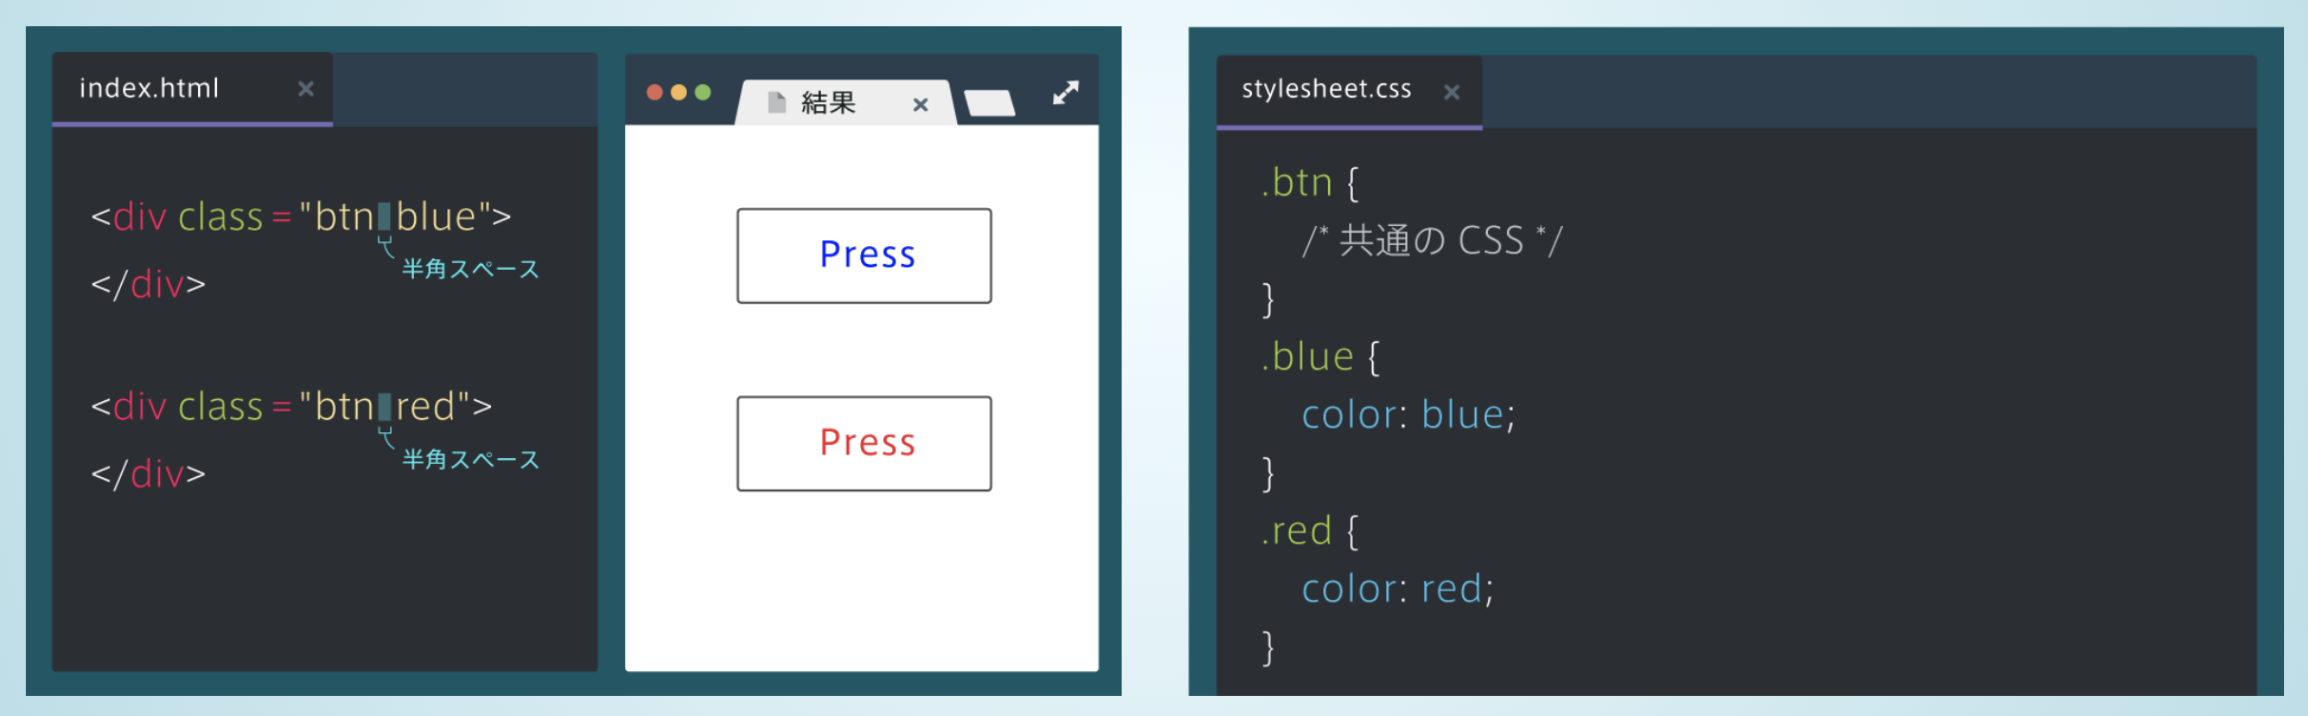 index.html
<div class="btn blue">
半角スペース
</div>
<div class="btn red">
半角スペース
</div>
結果
Press
Press
stylesheet.css
.btn {
/* 共通の CSS */
}
.blue {
color: blue;
}
.red {
color: red;
}